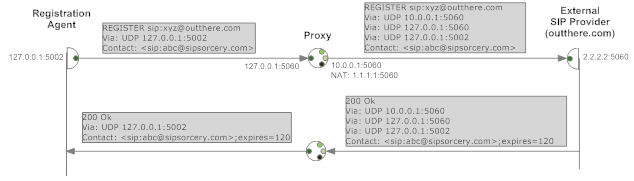 Registration
Agent
REGISTER sip:xyz@outthere.com
Via: UDP 127.0.0.1:5002
Contact: <sip:abc@sipsorcery.com>
Proxy
REGISTER sip:xyz@outthere.com
Via: UDP 10.0.0.1:5060
Via: UDP 127.0.0.1:5060
Via: UDP 127.0.0.1:5002
Contact: <sip:abc@sipsorcery.com>
External
SIP Provider
(outthere.com)
127.0.0.1:5002
127.0.0.1:5060
10.0.0.1:5060
NAT: 1.1.1.1:5060
2.2.2.2:5060
200 Ok
Via: UDP 127.0.0.1:5002
Contact: <sip:abc@sipsorcery.com>;expires=120
200 Ok
Via: UDP 10.0.0.1:5060
Via: UDP 127.0.0.1:5060
Via: UDP 127.0.0.1:5002
Contact: <sip:abc@sipsorcery.com>;expires=120